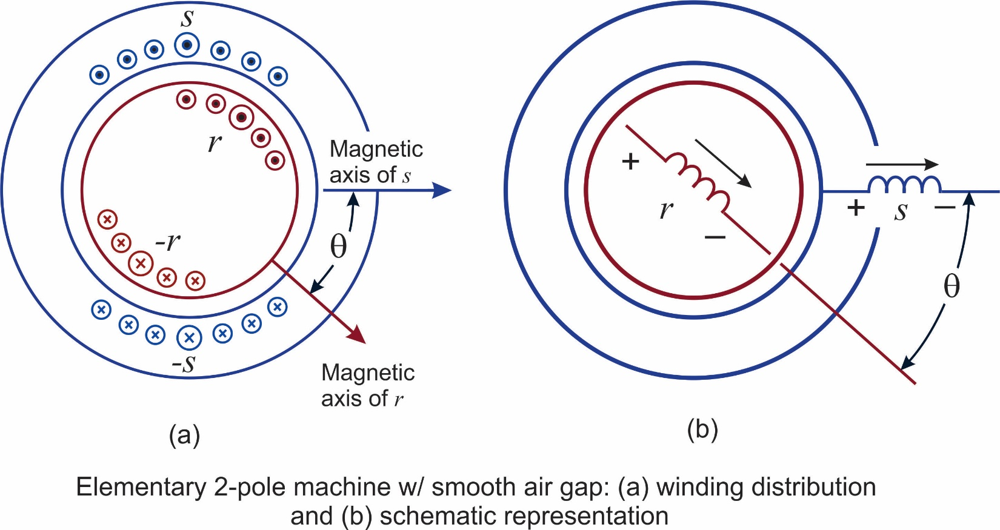 s
r
-r
-s
Magnetic
axis of s
θ
Magnetic
axis of r
(a)
+
r
−
+ s −
θ
(b)
Elementary 2-pole machine w/ smooth air gap: (a) winding distribution
and (b) schematic representation